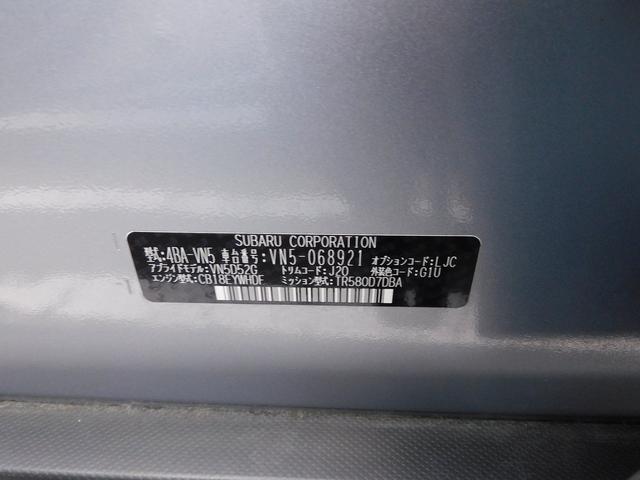 SUBARU CORPORATION
型式:4BA-VN5 車台番号:VN5-068921 オプションコード:LJC
アプライドモデル:VN5D52G トリムコード:J20 外装色コード:G1U
エンジン型式:CB18EYWHDF ミッション型式:TR580D7DBA